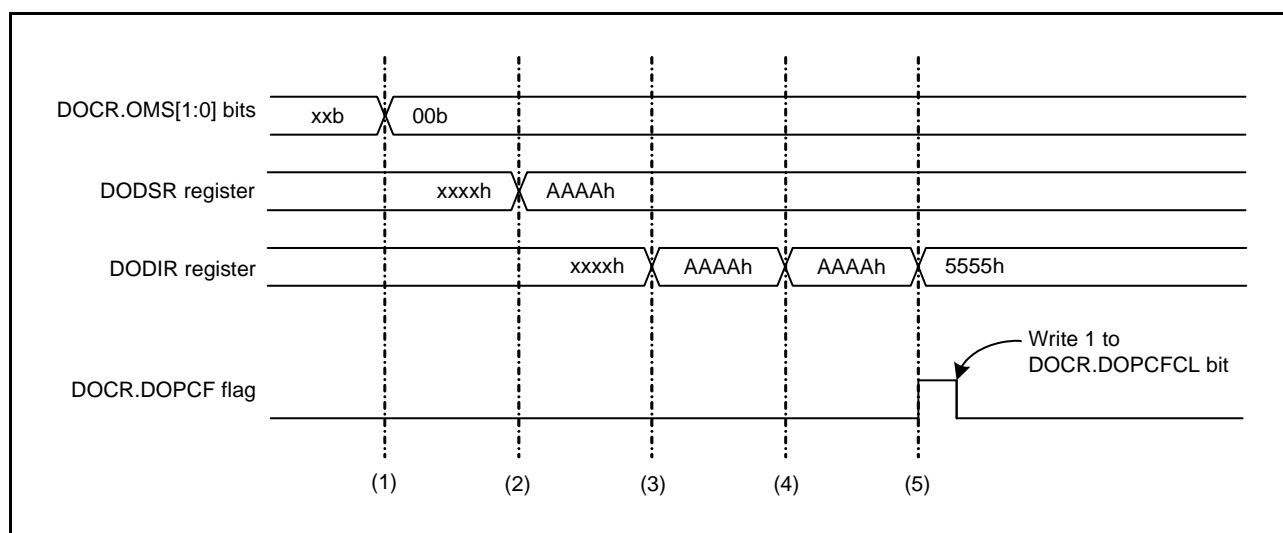 DOCR.OMS[1:0] bits xxb 00b
DODSR register xxxxh AAAAh
DODIR register xxxxh AAAAh AAAAh 5555h
Write 1 to
DOCR.DOPCFCL bit
DOCR.DOPCF flag
(1) (2) (3) (4) (5)